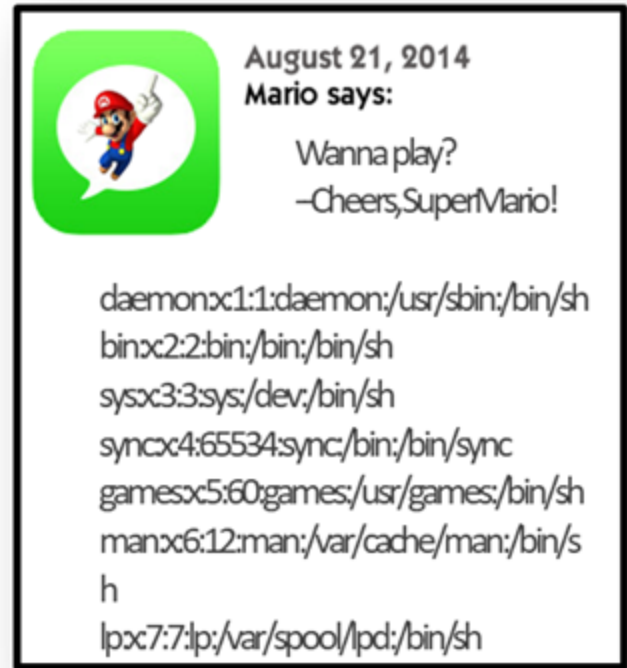 August 21, 2014
Mario says:
Wanna play?
–Cheers,SuperMario!
daemon:x:1:1:daemon:/usr/sbin:/bin/sh
bin:x:2:2:bin:/bin:/bin/sh
sys:x:3:3:sys:/dev:/bin/sh
sync:x:4:65534:sync:/bin:/bin/sync
games:x:5:60:games:/usr/games:/bin/sh
man:x:6:12:man:/var/cache/man:/bin/s
h
lp:x:7:7:lp:/var/spool/lpd:/bin/sh